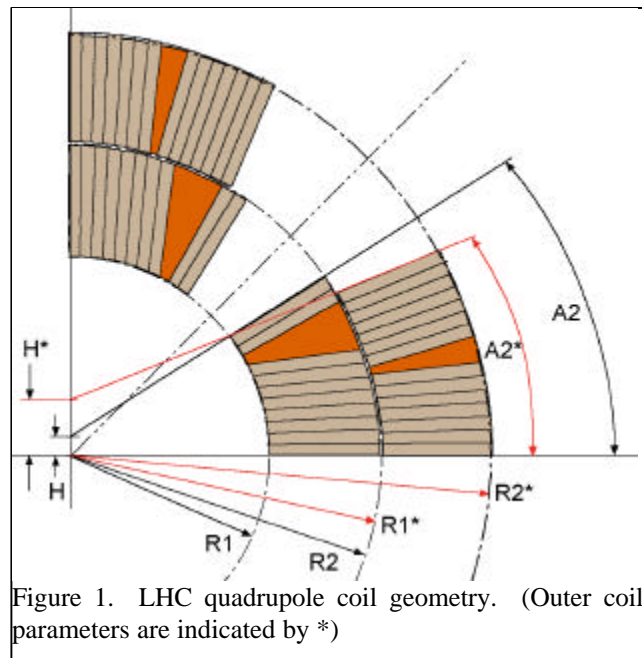 H*
H
A2
A2*
R2*
R1*
R2
R1
Figure 1. LHC quadrupole coil geometry. (Outer coil
parameters are indicated by *)